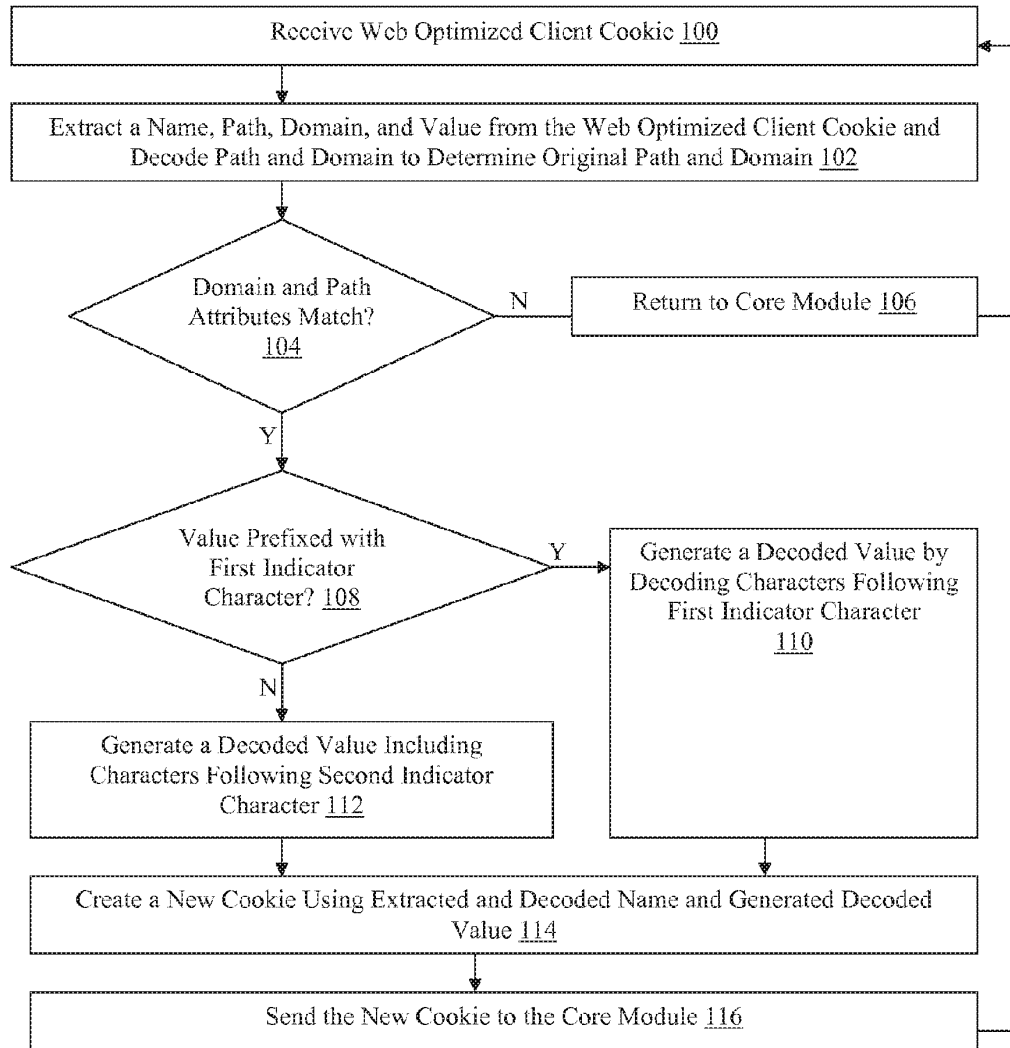 Receive Web Optimized Client Cookie 100
Extract a Name, Path, Domain, and Value from the Web Optimized Client Cookie and
Decode Path and Domain to Determine Original Path and Domain 102
Domain and Path
Attributes Match?
104
N
Return to Core Module 106
Y
Value Prefixed with
First Indicator
Character? 108
Y
Generate a Decoded Value by
Decoding Characters Following
First Indicator Character
110
N
Generate a Decoded Value Including
Characters Following Second Indicator
Character 112
Create a New Cookie Using Extracted and Decoded Name and Generated Decoded
Value 114
Send the New Cookie to the Core Module 116